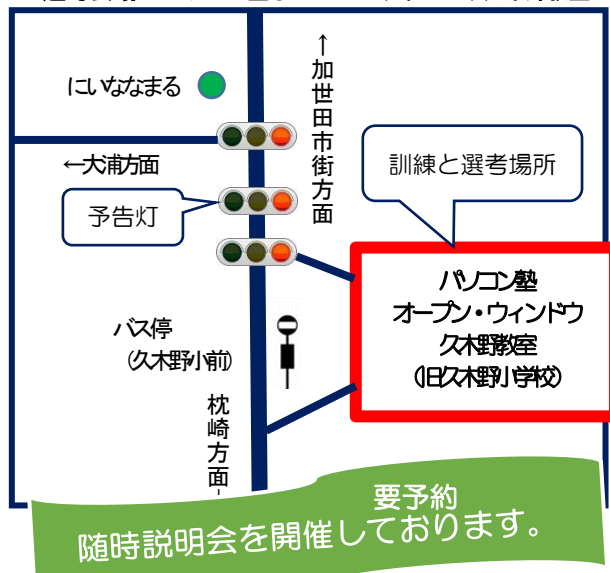 ↑加世田市街方面
にいななまる
←大浦方面
訓練と選考場所
予告灯
パソコン塾
オープン・ウィンドウ
久木野教室
(旧久木野小学校)
バス停
(久木野小前)
枕崎方面
要予約
随時説明会を開催しております。